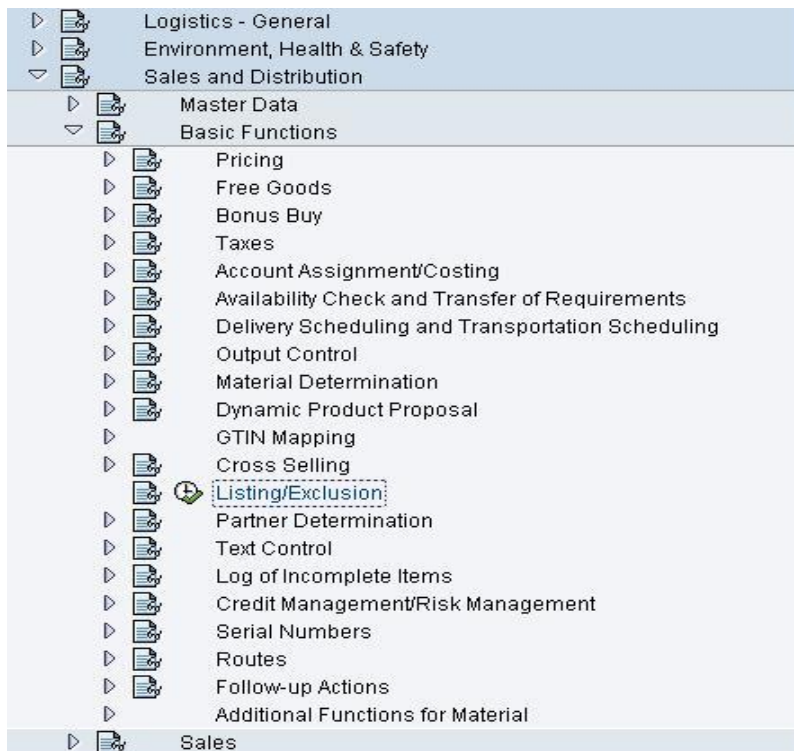 Logistics - General
Environment, Health & Safety
Sales and Distribution
Master Data
Basic Functions
Pricing
Free Goods
Bonus Buy
Taxes
Account Assignment/Costing
Availability Check and Transfer of Requirements
Delivery Scheduling and Transportation Scheduling
Output Control
Material Determination
Dynamic Product Proposal
GTIN Mapping
Cross Selling
Listing/Exclusion
Partner Determination
Text Control
Log of Incomplete Items
Credit Management/Risk Management
Serial Numbers
Routes
Follow-up Actions
Additional Functions for Material
Sales